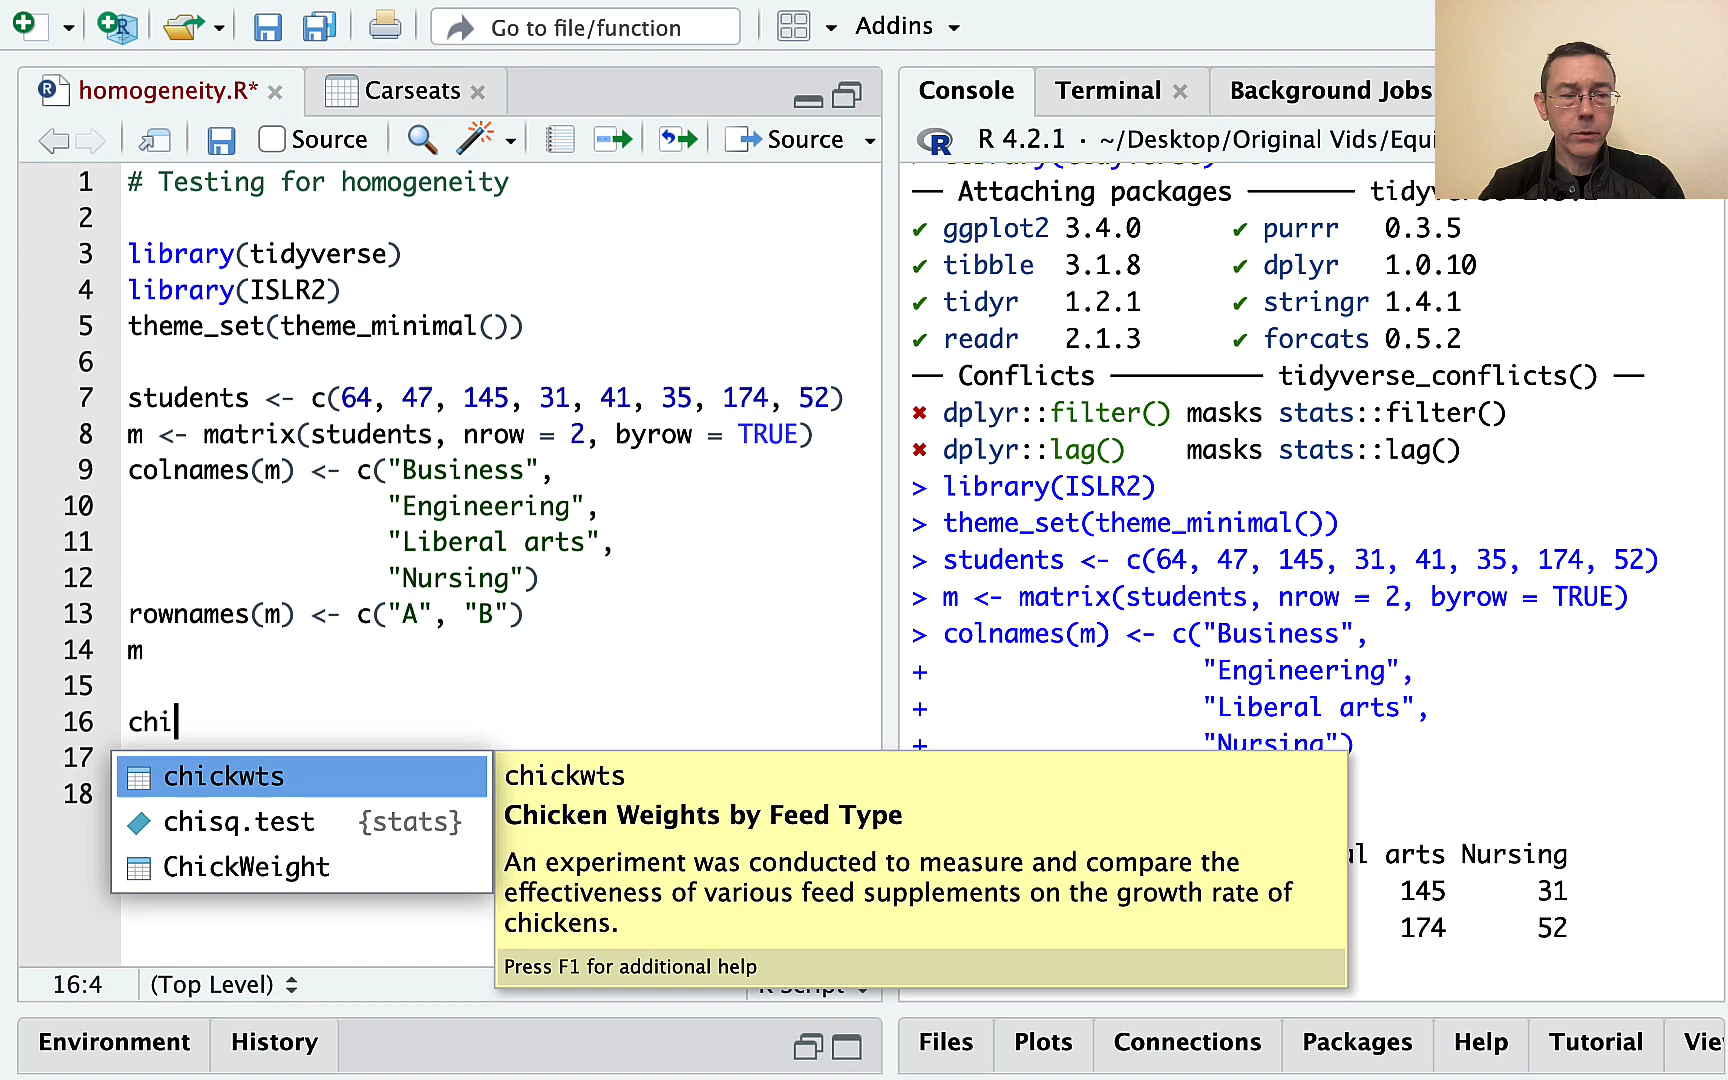 Go to file/function
Addins
homogeneity.R*
Carseats
Source
Source
1 # Testing for homogeneity
2
3 library(tidyverse)
4 library(ISLR2)
5 theme_set(theme_minimal())
6
7 students <- c(64, 47, 145, 31, 41, 35, 174, 52)
8 m <- matrix(students, nrow = 2, byrow = TRUE)
9 colnames(m) <- c("Business",
10 "Engineering",
11 "Liberal arts",
12 "Nursing")
13 rownames(m) <- c("A", "B")
14 m
15
16 chi
17
18
chickwts
chisq.test {stats}
ChickWeight
chickwts
Chicken Weights by Feed Type
An experiment was conducted to measure and compare the
effectiveness of various feed supplements on the growth rate of
chickens.
Press F1 for additional help
16:4 (Top Level) R Script
Environment History
Console Terminal Background Jobs
R 4.2.1 · ~/Desktop/Original Vids/Equi
── Attaching packages ─────── tidy
✔ ggplot2 3.4.0 ✔ purrr 0.3.5
✔ tibble 3.1.8 ✔ dplyr 1.0.10
✔ tidyr 1.2.1 ✔ stringr 1.4.1
✔ readr 2.1.3 ✔ forcats 0.5.2
── Conflicts ────────── tidyverse_conflicts() ──
✖ dplyr::filter() masks stats::filter()
✖ dplyr::lag() masks stats::lag()
> library(ISLR2)
> theme_set(theme_minimal())
> students <- c(64, 47, 145, 31, 41, 35, 174, 52)
> m <- matrix(students, nrow = 2, byrow = TRUE)
> colnames(m) <- c("Business",
+ "Engineering",
+ "Liberal arts",
+ "Nursing")
al arts Nursing
145 31
174 52
Files Plots Connections Packages Help Tutorial Vie